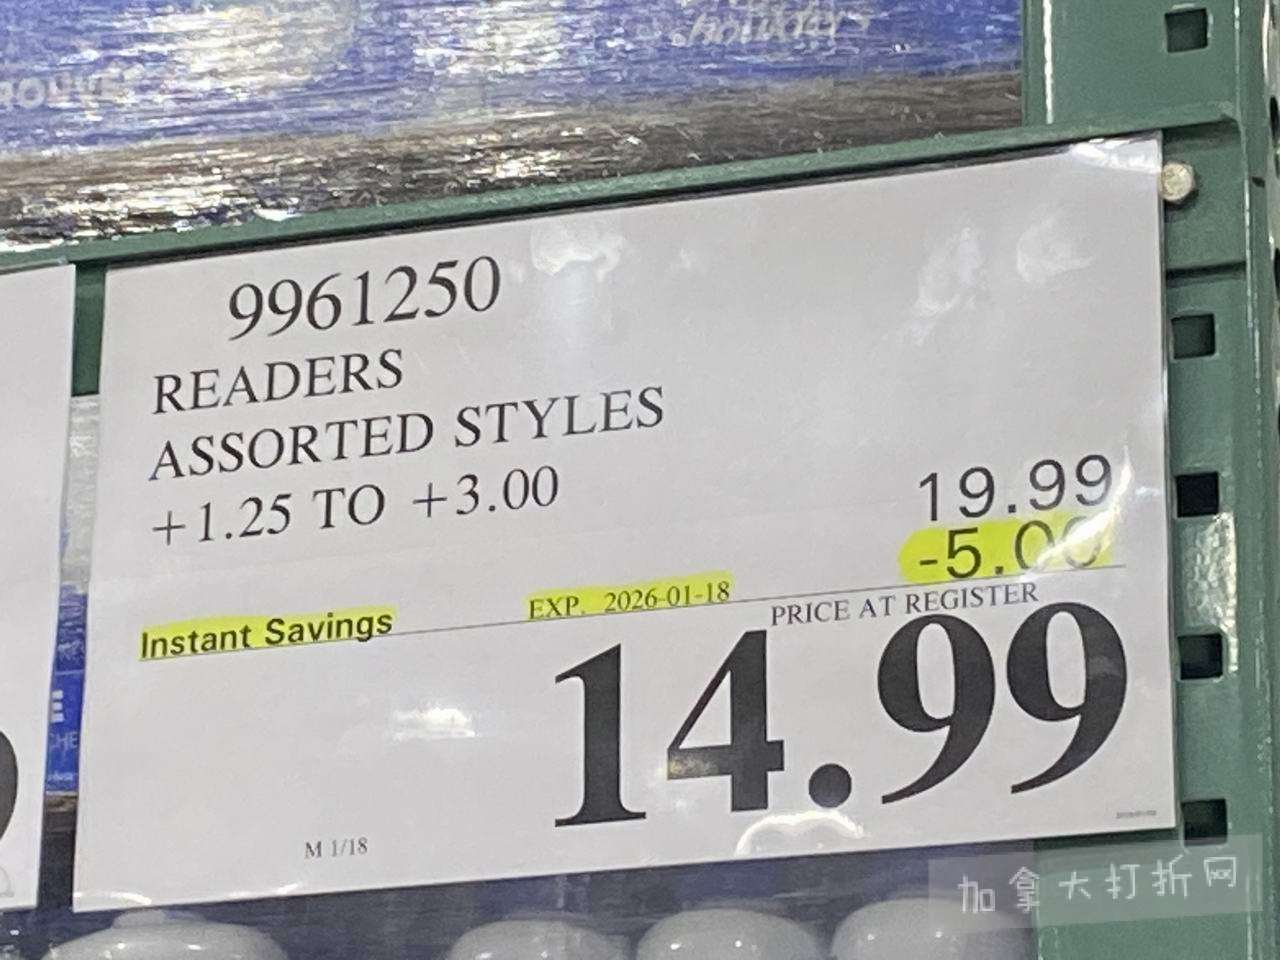 holiday
9961250
READERS
ASSORTED STYLES
+1.25 TO +3.00
19.99
-5.00
Instant Savings
EXP. 2026-01-18
PRICE AT REGISTER
14.99
M 1/18
加拿大打折网